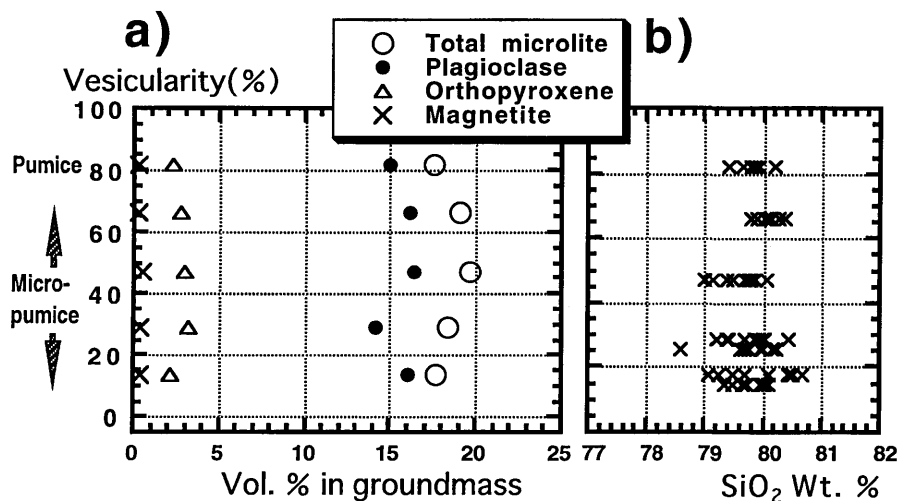 a)
b)
Total microlite
Plagioclase
Orthopyroxene
Magnetite
Vesicularity(%)
100
80
60
40
20
0
Pumice
Micro-
pumice
0 5 10 15 20 25
Vol. % in groundmass
77 78 79 80 81 82
SiO₂ Wt. %